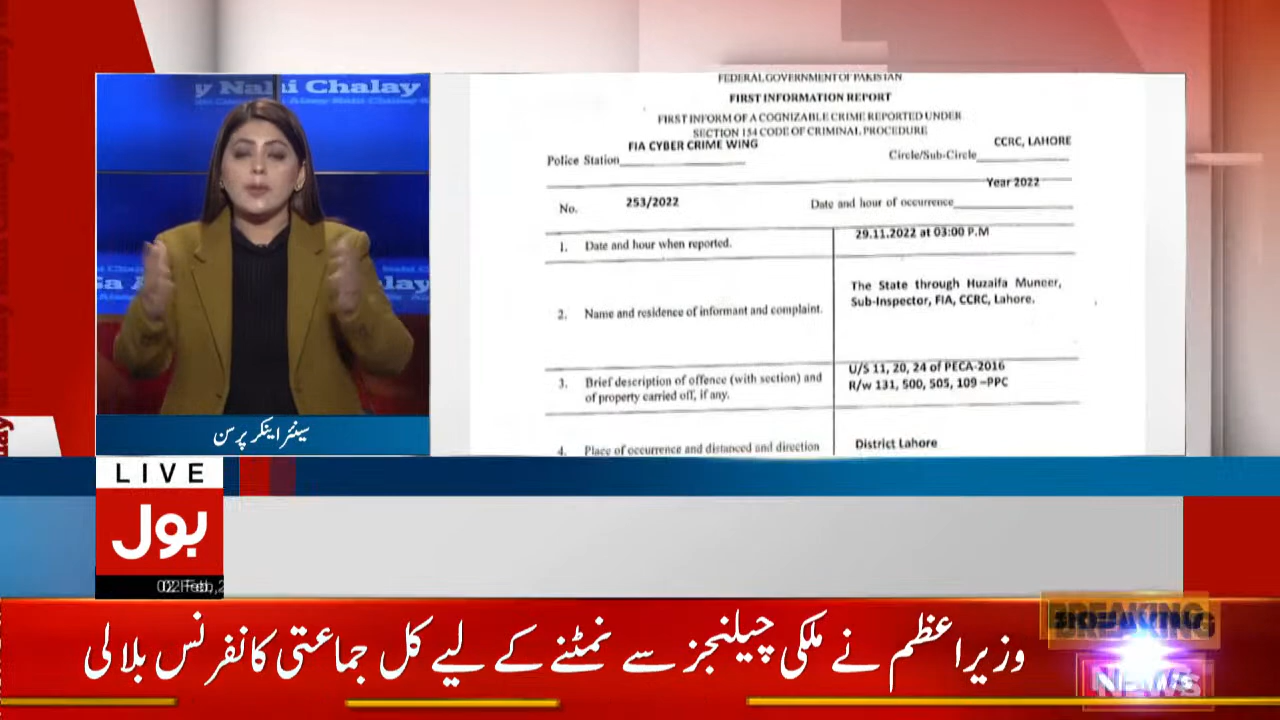 y Nahi Chalay
FEDERAL GOVERNMENT OF PAKISTAN
FIRST INFORMATION REPORT
FIRST INFORM OF A COGNIZABLE CRIME REPORTED UNDER
SECTION 154 CODE OF CRIMINAL PROCEDURE
Police Station FIA CYBER CRIME WING
Circle/Sub-Circle CCRC, LAHORE
Year 2022
No. 253/2022
Date and hour of occurrence
1. Date and hour when reported.
29.11.2022 at 03:00 P.M
2. Name and residence of informant and complaint.
The State through Huzaifa Muneer,
Sub-Inspector, FIA, CCRC, Lahore.
3. Brief description of offence (with section) and
of property carried off, if any.
U/S 11, 20, 24 of PECA-2016
R/w 131, 500, 505, 109 –PPC
4. Place of occurrence and distanced and direction
District Lahore
سینئر اینکر پرسن
LIVE
بول
وزیراعظم نے ملکی چیلنجز سے نمٹنے کے لیے کل جماعتی کانفرنس بلالی
BREAKING
NEWS